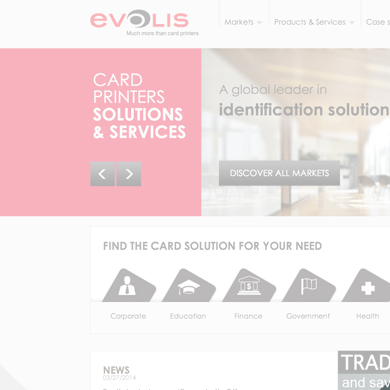 evolis
Much more than card printers
Markets Products & Services Case s
CARD
PRINTERS
SOLUTIONS
& SERVICES
A global leader in
identification solution
DISCOVER ALL MARKETS
FIND THE CARD SOLUTION FOR YOUR NEED
Corporate Education Finance Government Health
NEWS
03/27/2014
TRAD
and sav